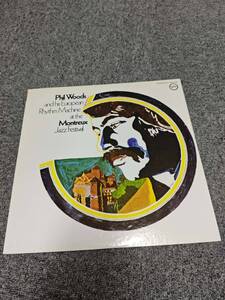 Phil Woods
and his European
Rhythm Machine
at the
Montreux
Jazz Festival